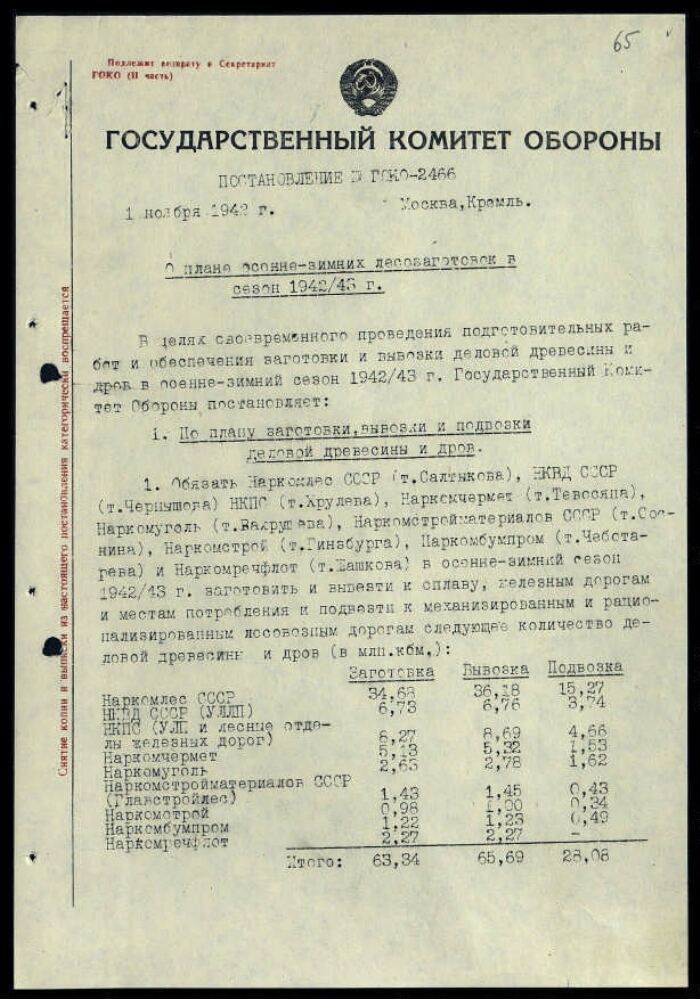 65
Подлежит возврату в Секретариат
ГОКО (II часть)
ГОСУДАРСТВЕННЫЙ КОМИТЕТ ОБОРОНЫ
ПОСТАНОВЛЕНИЕ ГОКО-2466
1 ноября 1942 г. Москва, Кремль.
О плане осенне-зимних лесозаготовок в
сезон 1942/43 г.
В целях своевременного проведения подготовительных ра-
бот и обеспечения заготовки и вывозки деловой древесины и
дров в осенне-зимний сезон 1942/43 г. Государственный Коми-
тет Обороны постановляет:
1. По плану заготовки, вывозки и подвозки
деловой древесины и дров.
1. Обязать Наркомлес СССР (т.Салтыкова), НКВД СССР
(т.Чернышова) НКПС (т.Хрулева), Наркомчермет (т.Тевосяна),
Наркомуголь (т.Вахрушева), Наркомстройматериалов СССР (т.Сос-
нина), Наркомстрой (т.Гинзбурга), Наркомбумпром (т.Чебота-
рева) и Наркомречфлот (т.Шашкова) в осенне-зимний сезон
1942/43 г. заготовить и вывезти к сплаву, железным дорогам
и местам потребления и подвезти к механизированным и рацио-
нализированным лесовозным дорогам следующее количество де-
ловой древесины и дров (в млн.кбм.):
Заготовка Вывозка Подвозка
Наркомлес СССР 34,68 36,18 15,27
НКВД СССР (УЛЛП) 6,73 6,76 3,74
НКПС (УЛП и лесные отде-
лы железных дорог) 8,27 8,69 4,66
Наркомчермет 5,13 5,32 1,53
Наркомуголь 2,63 2,78 1,62
Наркомстройматериалов СССР
(Главстройлес) 1,43 1,45 0,43
Наркомстрой 0,98 1,00 0,34
Наркомбумпром 1,22 1,23 0,49
Наркомречфлот 2,27 2,27 -
Итого: 63,34 65,69 28,08
Снятие копии и выписки из настоящего постановления категорически воспрещается